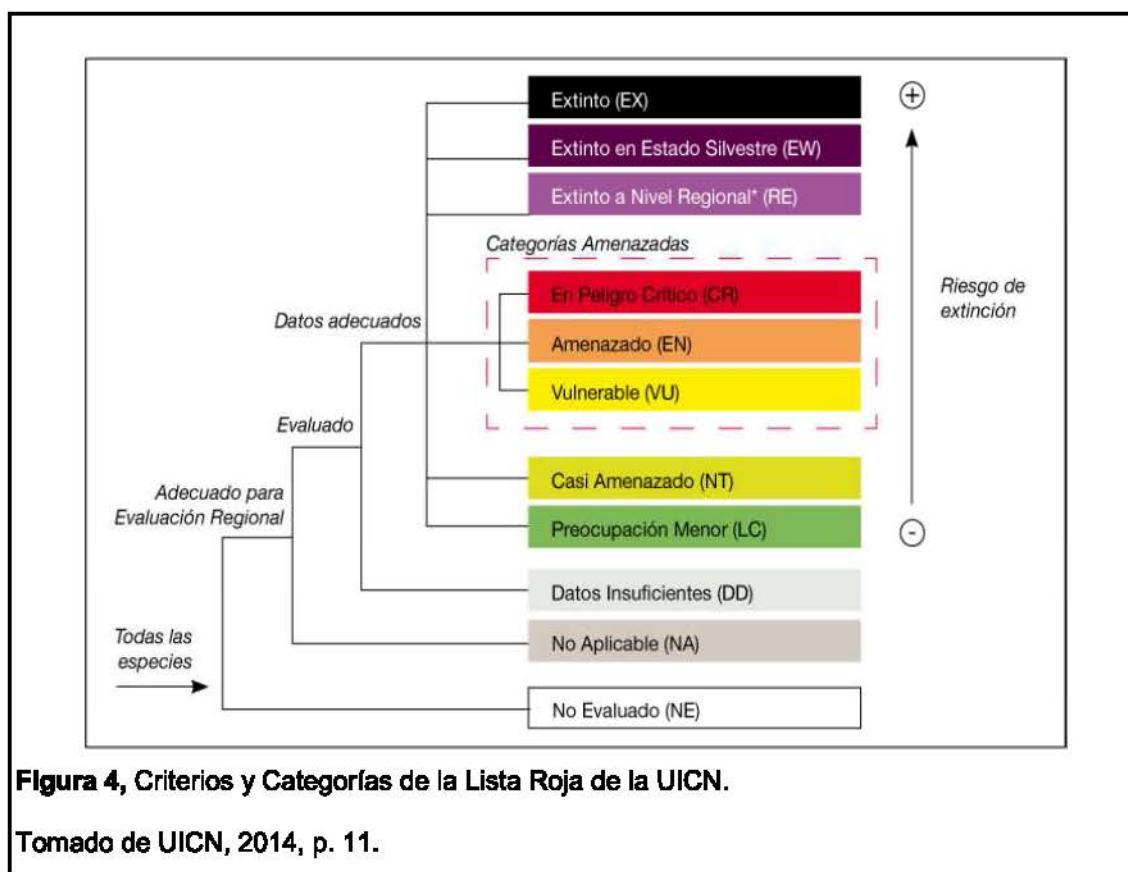 Extinto (EX)
+
Extinto en Estado Silvestre (EW)
Extinto a Nivel Regional* (RE)
Categorías Amenazadas
En Peligro Crítico (CR)
Riesgo de
extinción
Datos adecuados
Amenazado (EN)
Vulnerable (VU)
Evaluado
Casi Amenazado (NT)
Adecuado para
Evaluación Regional
Preocupación Menor (LC)
-
Datos Insuficientes (DD)
Todas las
especies
No Aplicable (NA)
No Evaluado (NE)
Figura 4, Criterios y Categorías de la Lista Roja de la UICN.
Tomado de UICN, 2014, p. 11.